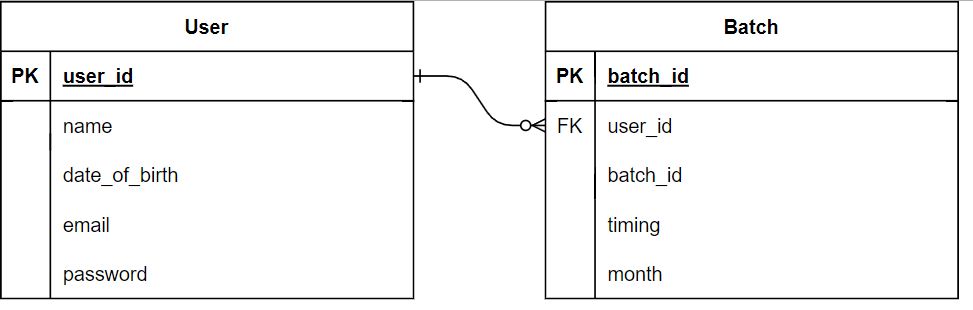 User
PK user_id
name
date_of_birth
email
password
Batch
PK batch_id
FK user_id
batch_id
timing
month